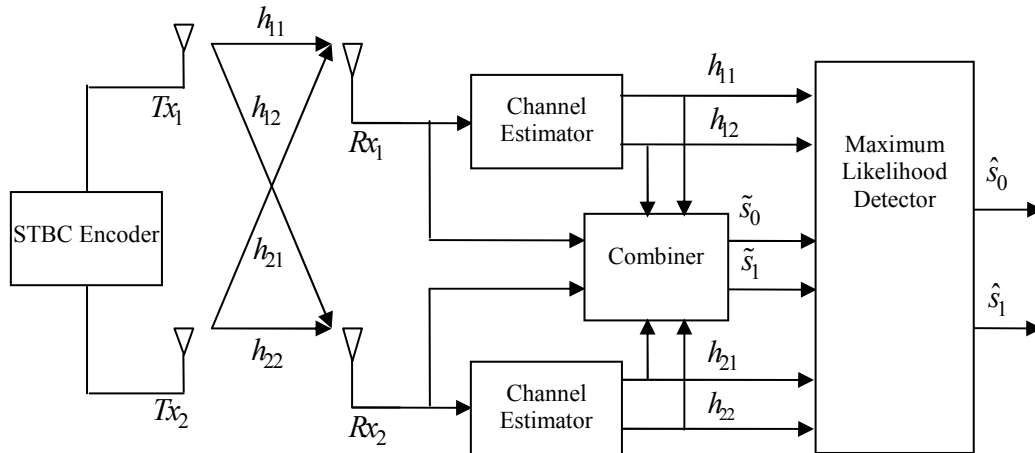 h₁₁
Tx₁
h₁₂
Rx₁
STBC Encoder
h₂₁
h₂₂
Tx₂
Rx₂
Channel
Estimator
h₁₁
h₁₂
Combiner
s̃₀
s̃₁
Channel
Estimator
h₂₁
h₂₂
Maximum
Likelihood
Detector
ŝ₀
ŝ₁